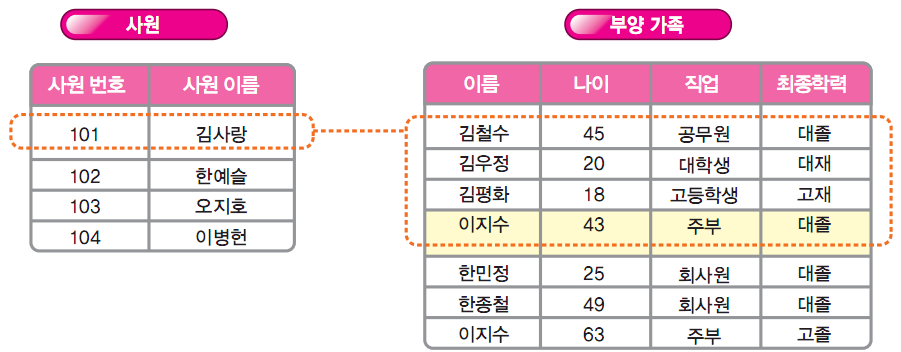 사원
사원 번호 사원 이름
101 김사랑
102 한예슬
103 오지호
104 이병헌
부양 가족
이름 나이 직업 최종학력
김철수 45 공무원 대졸
김우정 20 대학생 대재
김평화 18 고등학생 고재
이지수 43 주부 대졸
한민정 25 회사원 대졸
한종철 49 회사원 대졸
이지수 63 주부 고졸